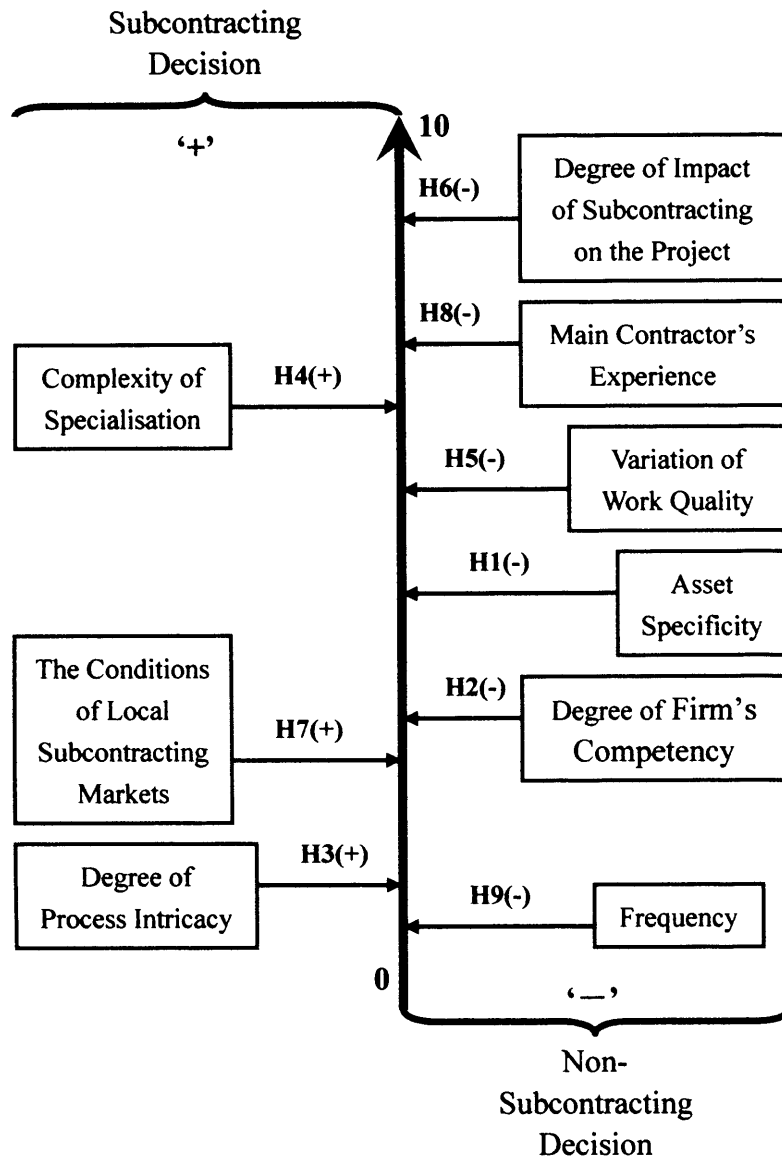 Subcontracting
Decision
‘+’
10
H6(-)
Degree of Impact
of Subcontracting
on the Project
H8(-)
Main Contractor’s
Experience
Complexity of
Specialisation
H4(+)
H5(-)
Variation of
Work Quality
H1(-)
Asset
Specificity
The Conditions
of Local
Subcontracting
Markets
H7(+)
H2(-)
Degree of Firm’s
Competency
Degree of
Process Intricacy
H3(+)
H9(-)
Frequency
0
‘—’
Non-
Subcontracting
Decision